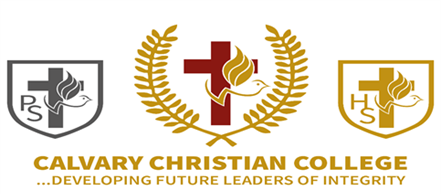 PS
HS
CALVARY CHRISTIAN COLLEGE
...DEVELOPING FUTURE LEADERS OF INTEGRITY